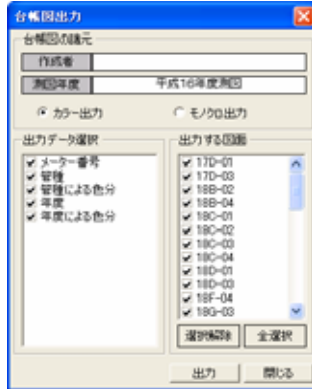 台帳図出力
台帳図の諸元
作成者
測図年度 平成16年度測図
カラー出力 モノクロ出力
出力データ選択
メーター番号
管種
管種による色分
年度
年度による色分
出力する図面
17D-01
17D-03
18B-02
18B-04
18C-01
18C-02
18C-03
18C-04
18D-01
18D-03
18F-04
18G-03
選択解除 全選択
出力 閉じる